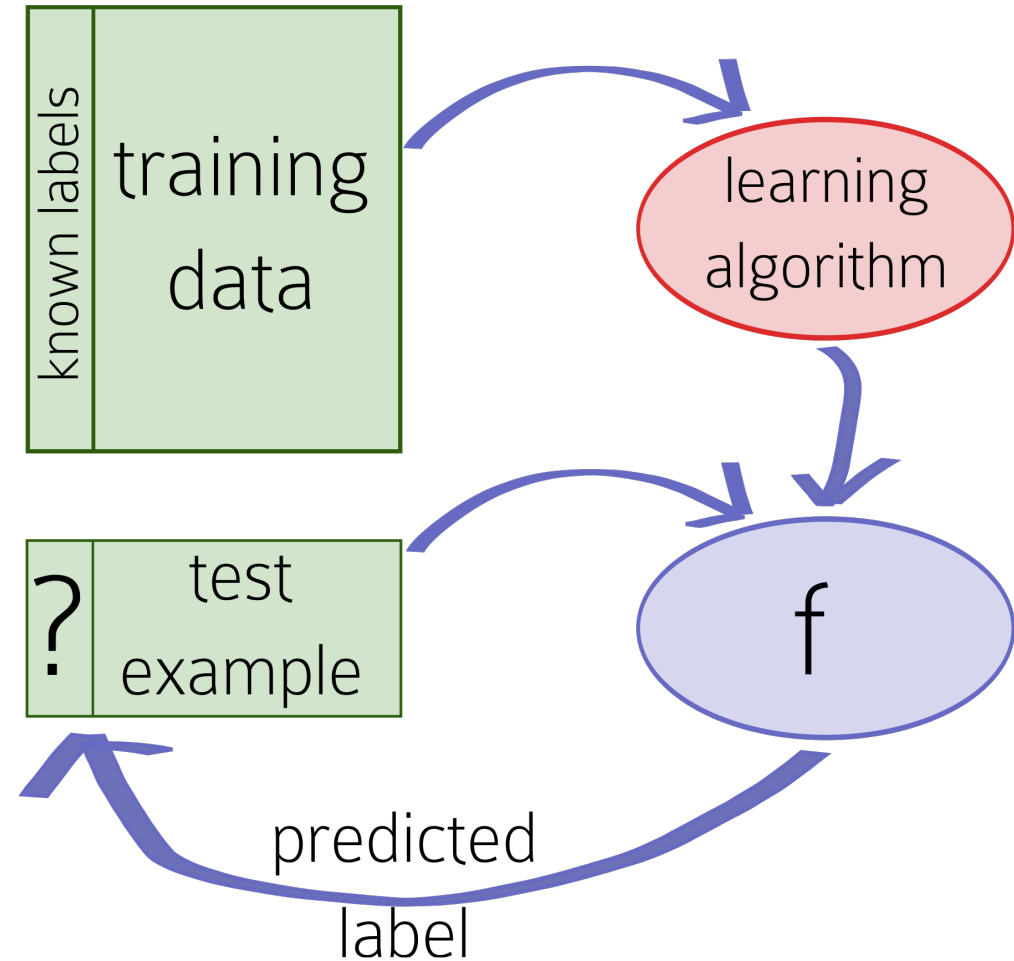 known labels
training
data
learning
algorithm
?
test
example
f
predicted
label